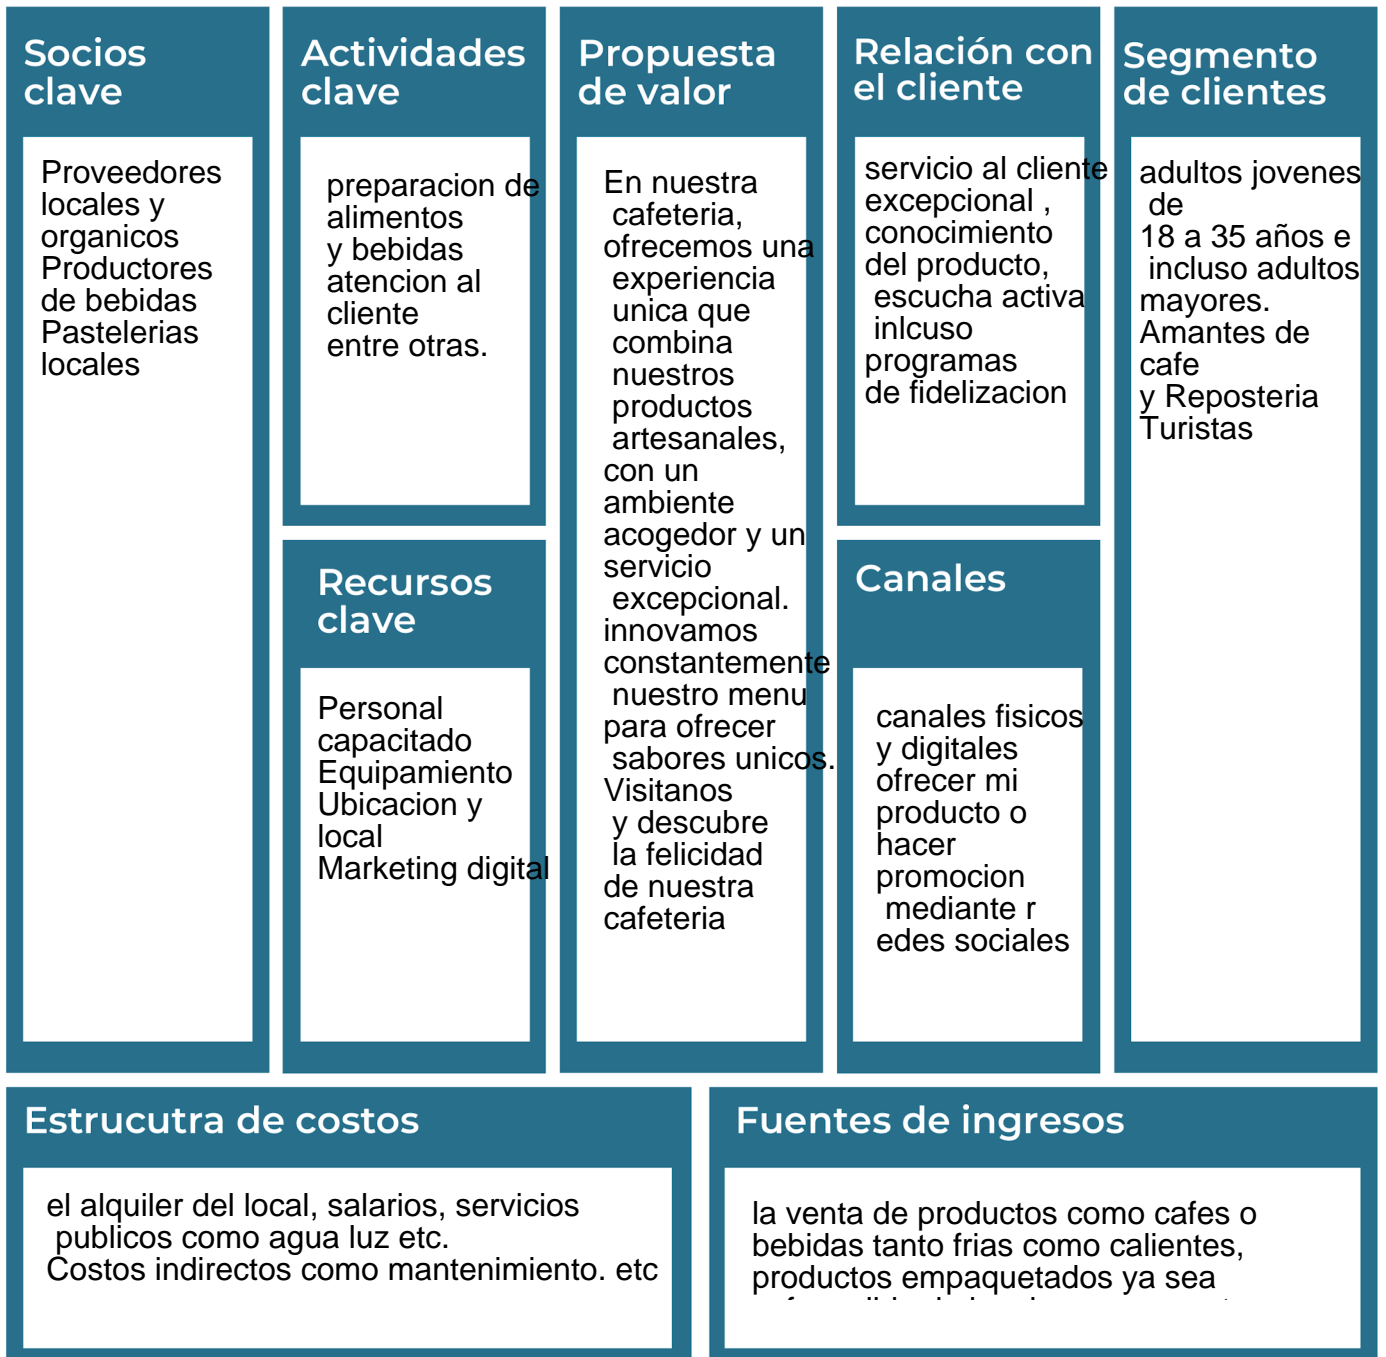 Socios
clave
Proveedores
locales y
organicos
Productores
de bebidas
Pastelerias
locales
Actividades
clave
preparacion de
alimentos
y bebidas
atencion al
cliente
entre otras.
Recursos
clave
Personal
capacitado
Equipamiento
Ubicacion y
local
Marketing digital
Propuesta
de valor
En nuestra
cafeteria,
ofrecemos una
experiencia
unica que
combina
nuestros
productos
artesanales,
con un
ambiente
acogedor y un
servicio
excepcional.
innovamos
constantemente
nuestro menu
para ofrecer
sabores unicos.
Visitanos
y descubre
la felicidad
de nuestra
cafeteria
Relación con
el cliente
servicio al cliente
excepcional ,
conocimiento
del producto,
escucha activa
inlcuso
programas
de fidelizacion
Canales
canales fisicos
y digitales
ofrecer mi
producto o
hacer
promocion
mediante r
edes sociales
Segmento
de clientes
adultos jovenes
de
18 a 35 años e
incluso adultos
mayores.
Amantes de
cafe
y Reposteria
Turistas
Estrucutra de costos
el alquiler del local, salarios, servicios
publicos como agua luz etc.
Costos indirectos como mantenimiento. etc
Fuentes de ingresos
la venta de productos como cafes o
bebidas tanto frias como calientes,
productos empaquetados ya sea